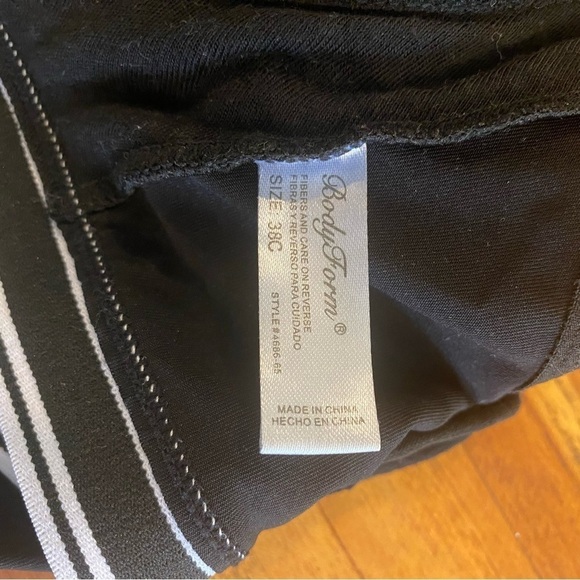 BodyForm®
FIBERS AND CARE ON REVERSE
FIBRAS Y REVERSO PARA CUIDADO
SIZE: 38C
STYLE # 4686-65
MADE IN CHINA
HECHO EN CHINA